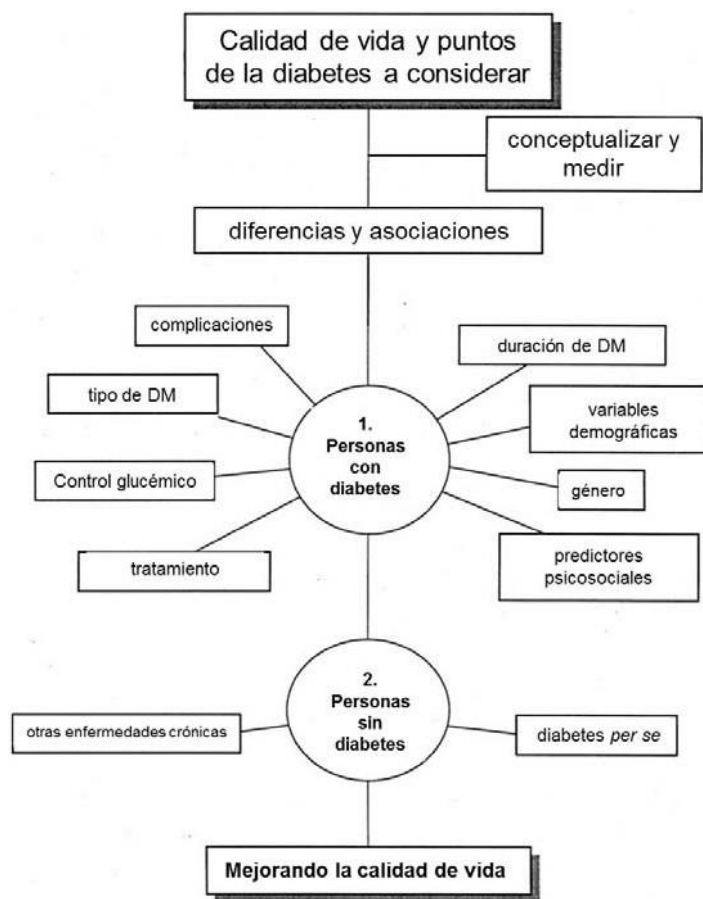 Calidad de vida y puntos
de la diabetes a considerar
conceptualizar y
medir
diferencias y asociaciones
complicaciones
duración de DM
tipo de DM
variables
demográficas
1.
Personas
con
diabetes
Control glucémico
género
tratamiento
predictores
psicosociales
2.
Personas
sin
diabetes
otras enfermedades crónicas
diabetes per se
Mejorando la calidad de vida